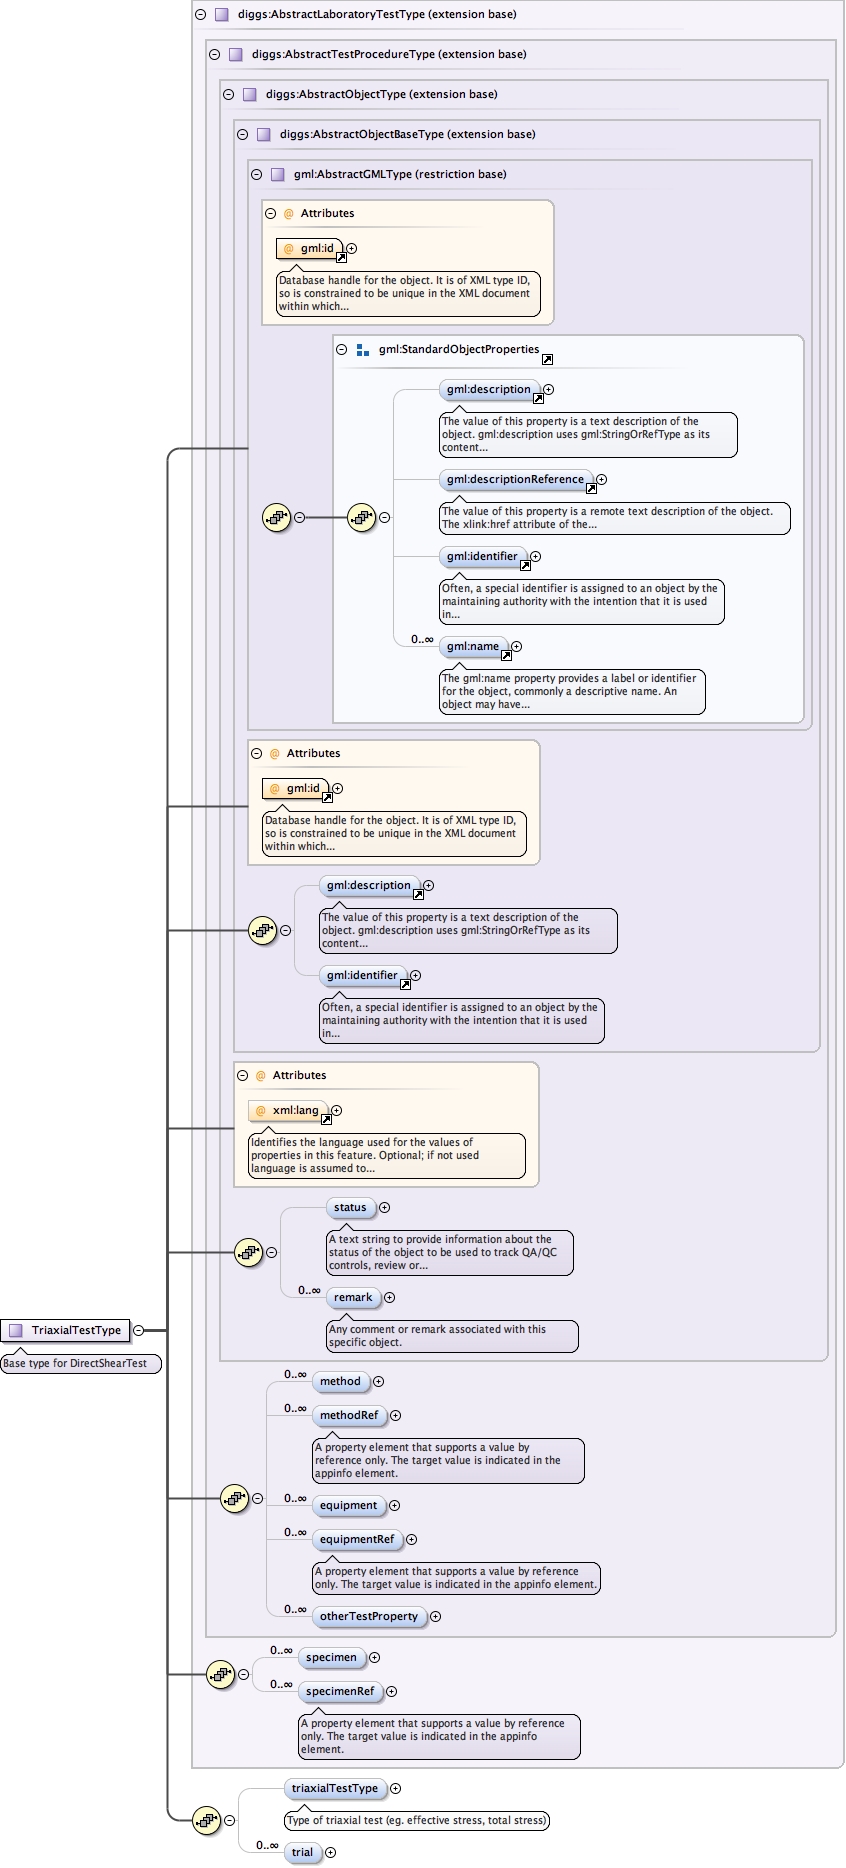 diggs:AbstractLaboratoryTestType (extension base)
diggs:AbstractTestProcedureType (extension base)
diggs:AbstractObjectType (extension base)
diggs:AbstractObjectBaseType (extension base)
gml:AbstractGMLType (restriction base)
@ Attributes
@ gml:id
Database handle for the object. It is of XML type ID,
so is constrained to be unique in the XML document
within which...
gml:StandardObjectProperties
gml:description
The value of this property is a text description of the
object. gml:description uses gml:StringOrRefType as its
content...
gml:descriptionReference
The value of this property is a remote text description of the object.
The xlink:href attribute of the...
gml:identifier
Often, a special identifier is assigned to an object by the
maintaining authority with the intention that it is used
in...
0..∞
gml:name
The gml:name property provides a label or identifier
for the object, commonly a descriptive name. An
object may have...
@ Attributes
@ gml:id
Database handle for the object. It is of XML type ID,
so is constrained to be unique in the XML document
within which...
gml:description
The value of this property is a text description of the
object. gml:description uses gml:StringOrRefType as its
content...
gml:identifier
Often, a special identifier is assigned to an object by the
maintaining authority with the intention that it is used
in...
@ Attributes
@ xml:lang
Identifies the language used for the values of
properties in this feature. Optional; if not used
language is assumed to...
status
A text string to provide information about the
status of the object to be used to track QA/QC
controls, review or...
0..∞
remark
Any comment or remark associated with this
specific object.
TriaxialTestType
Base type for DirectShearTest
0..∞
method
0..∞
methodRef
A property element that supports a value by
reference only. The target value is indicated in the
appinfo element.
0..∞
equipment
0..∞
equipmentRef
A property element that supports a value by reference
only. The target value is indicated in the appinfo element.
0..∞
otherTestProperty
0..∞
specimen
0..∞
specimenRef
A property element that supports a value by reference
only. The target value is indicated in the appinfo
element.
triaxialTestType
Type of triaxial test (eg. effective stress, total stress)
0..∞
trial